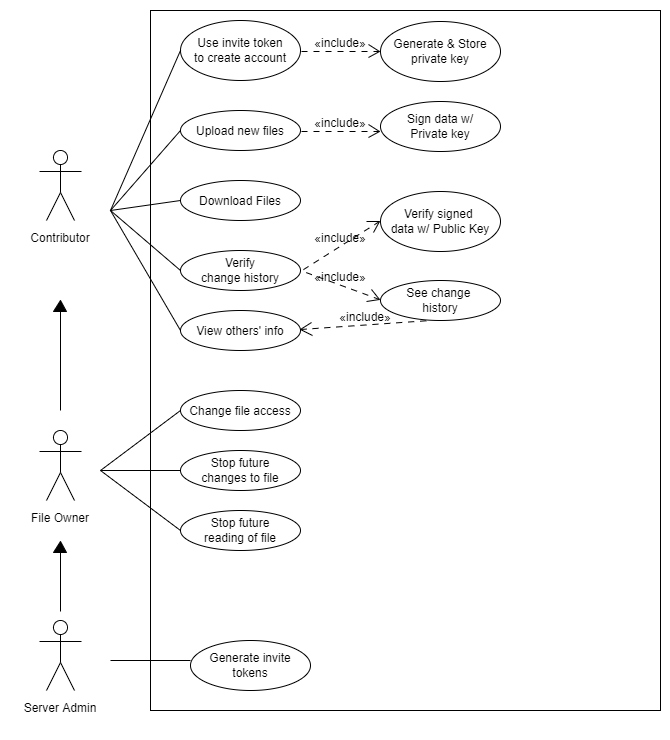 Use invite token
to create account
«include»
Generate & Store
private key
Upload new files
«include»
Sign data w/
Private key
Contributor
Download Files
Verify
change history
«include»
Verify signed
data w/ Public Key
«include»
See change
history
View others' info
«include»
File Owner
Change file access
Stop future
changes to file
Stop future
reading of file
Server Admin
Generate invite
tokens